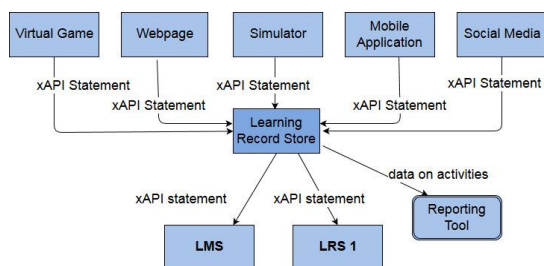 Virtual Game
Webpage
Simulator
Mobile
Application
Social Media
xAPI Statement
xAPI Statement
xAPI Statement
xAPI Statement
xAPI Statement
Learning
Record Store
data on activities
xAPI statement
xAPI statement
Reporting
Tool
LMS
LRS 1